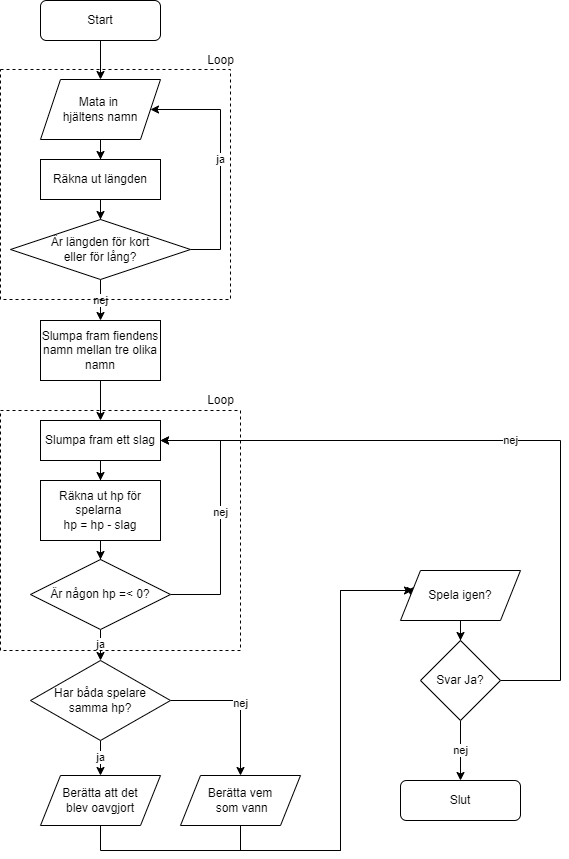 Start
Loop
Mata in
hjältens namn
ja
Räkna ut längden
Är längden för kort
eller för lång?
nej
Slumpa fram fiendens
namn mellan tre olika
namn
Loop
Slumpa fram ett slag
nej
Räkna ut hp för
spelarna
hp = hp - slag
nej
Är någon hp =< 0?
ja
Spela igen?
Har båda spelare
samma hp?
nej
Svar Ja?
ja
nej
Berätta att det
blev oavgjort
Berätta vem
som vann
Slut